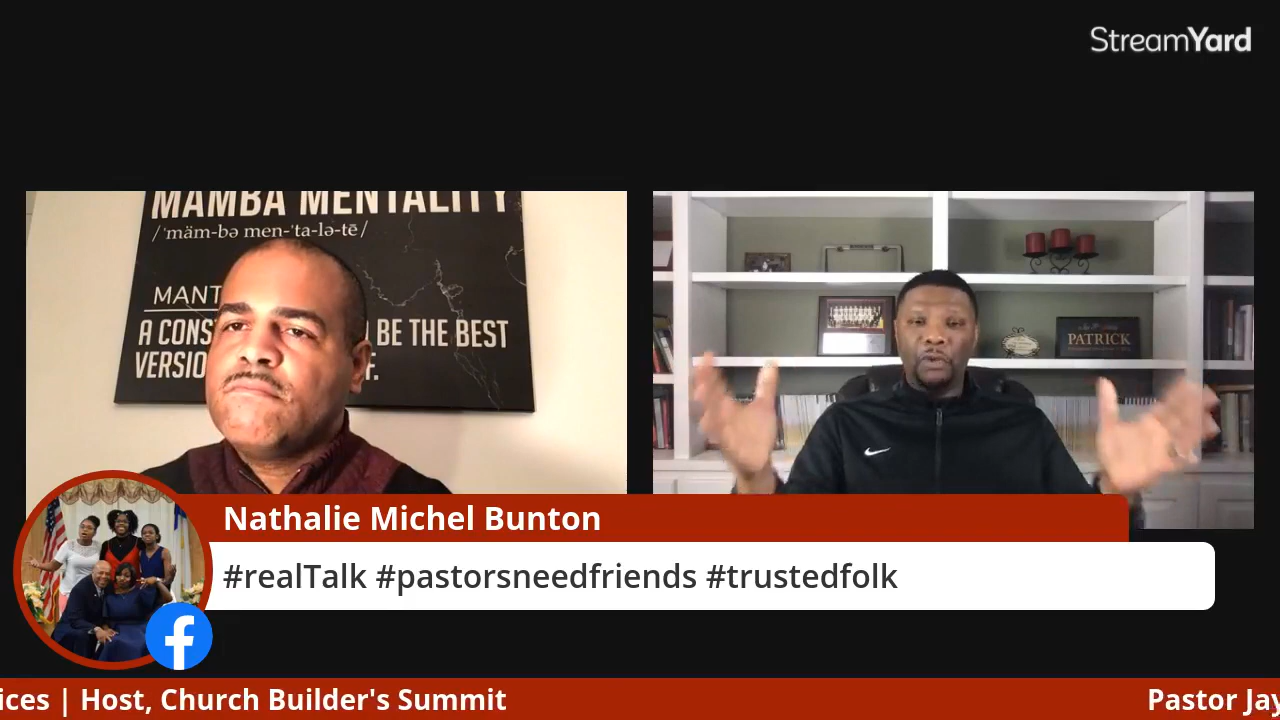 StreamYard
MAMBA MENTALITY
/ˈmäm-bə men-ˈta-lə-tē/
MANT
A CONS BE THE BEST
VERSIO F.
PATRICK
Nathalie Michel Bunton
#realTalk #pastorsneedfriends #trustedfolk
ices | Host, Church Builder's Summit
Pastor Jay